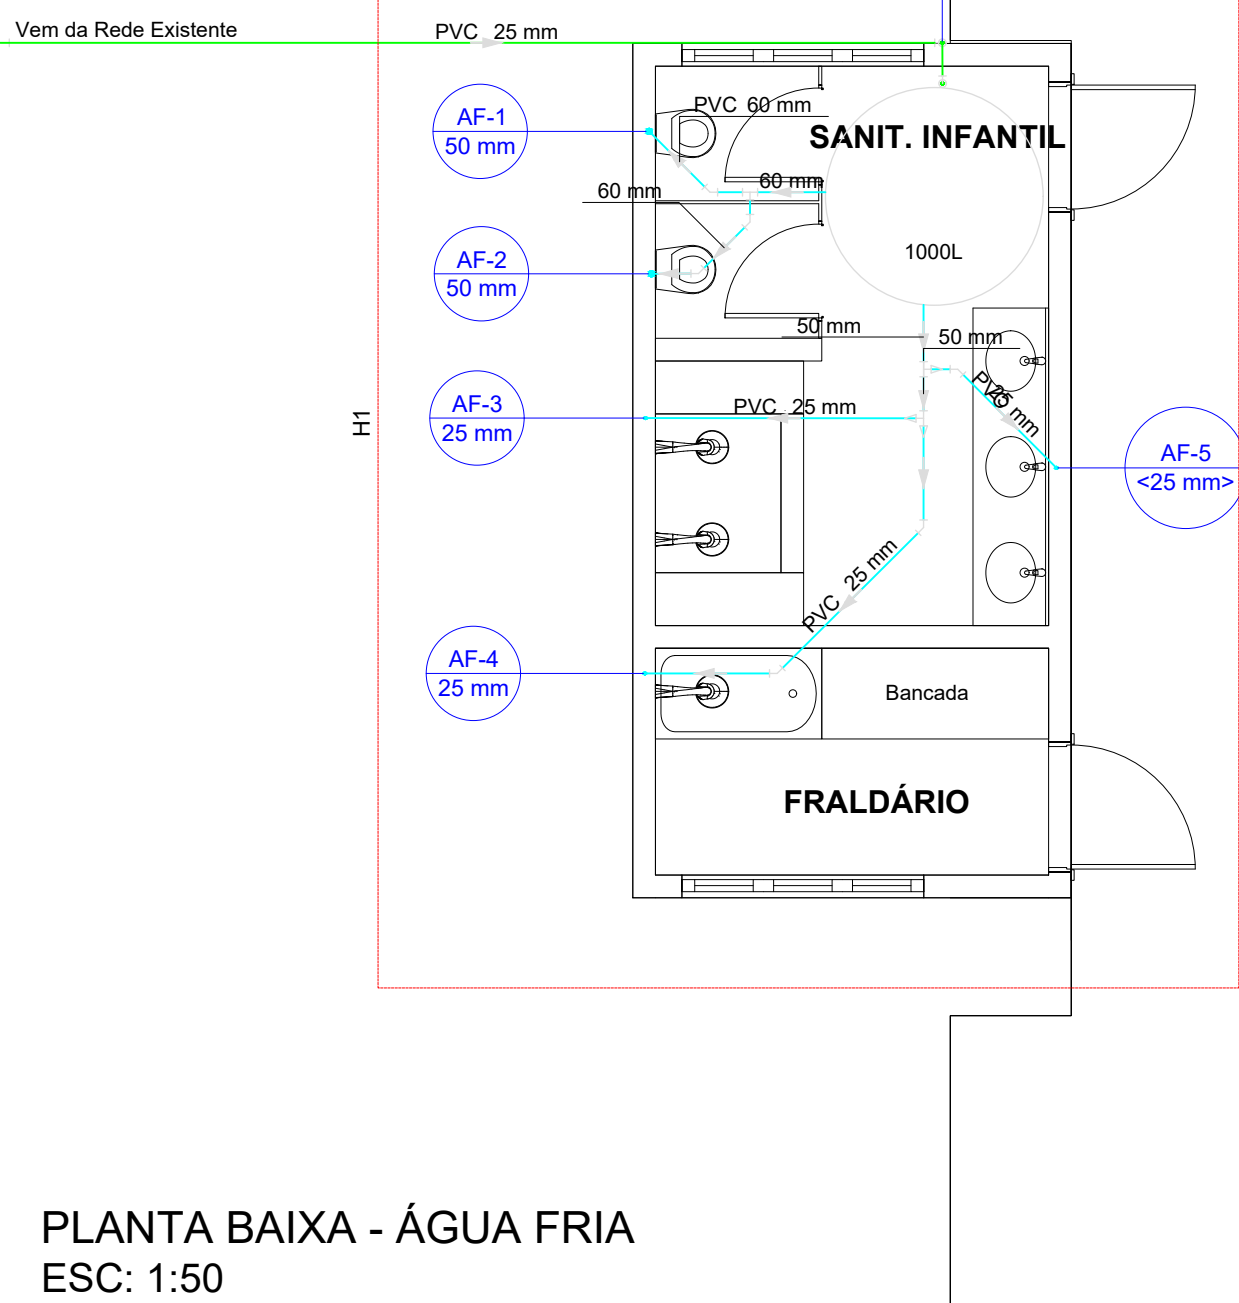 Vem da Rede Existente
PVC 25 mm
AF-1
50 mm
PVC 60 mm
SANIT. INFANTIL
60 mm
60 mm
AF-2
50 mm
1000L
50 mm
50 mm
H1
AF-3
25 mm
PVC 25 mm
PVC 25 mm
AF-5
<25 mm>
PVC 25 mm
AF-4
25 mm
Bancada
FRALDÁRIO
PLANTA BAIXA - ÁGUA FRIA
ESC: 1:50